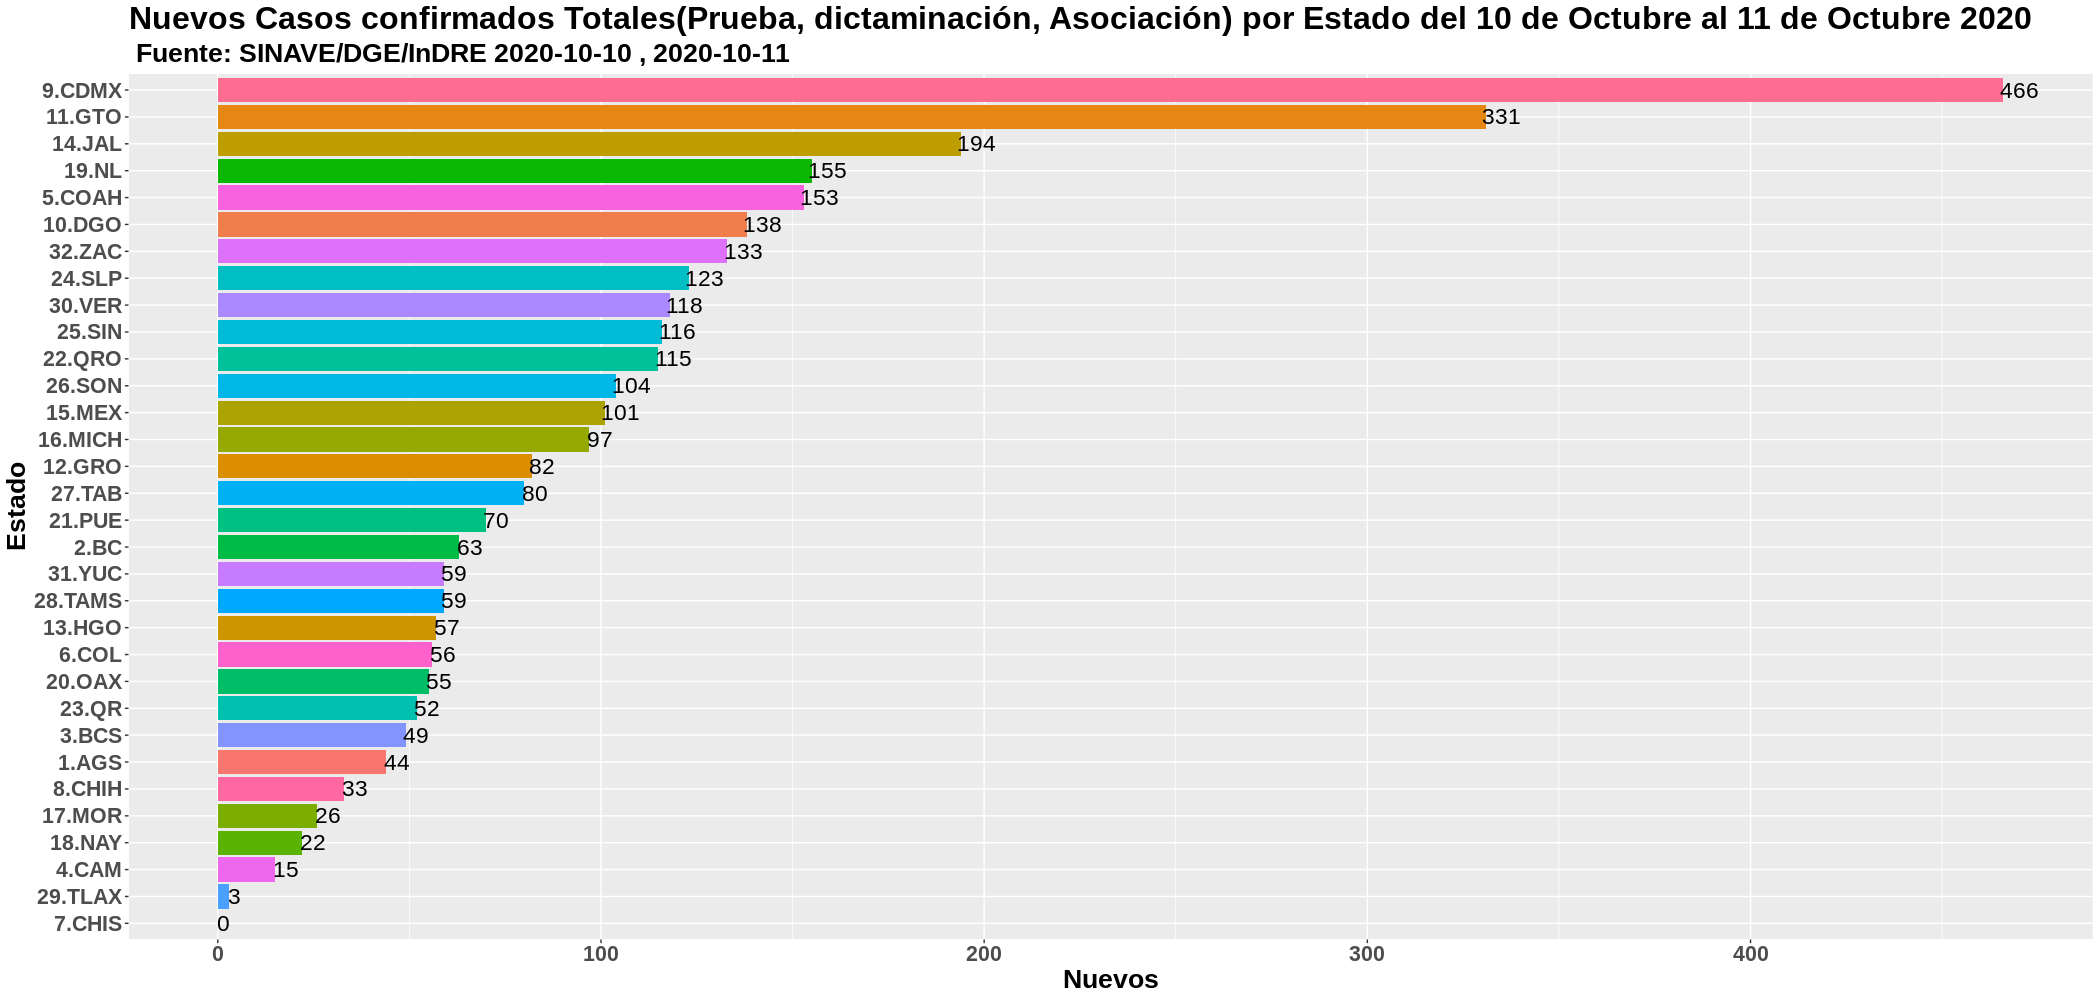 Nuevos Casos confirmados Totales(Prueba, dictaminación, Asociación) por Estado del 10 de Octubre al 11 de Octubre 2020
Fuente: SINAVE/DGE/InDRE 2020-10-10 , 2020-10-11
9.CDMX 466
11.GTO 331
14.JAL 194
19.NL 155
5.COAH 153
10.DGO 138
32.ZAC 133
24.SLP 123
30.VER 118
25.SIN 116
22.QRO 115
26.SON 104
15.MEX 101
16.MICH 97
12.GRO 82
27.TAB 80
21.PUE 70
2.BC 63
31.YUC 59
28.TAMS 59
13.HGO 57
6.COL 56
20.OAX 55
23.QR 52
3.BCS 49
1.AGS 44
8.CHIH 33
17.MOR 26
18.NAY 22
4.CAM 15
29.TLAX 3
7.CHIS 0
Estado
0 100 200 300 400
Nuevos